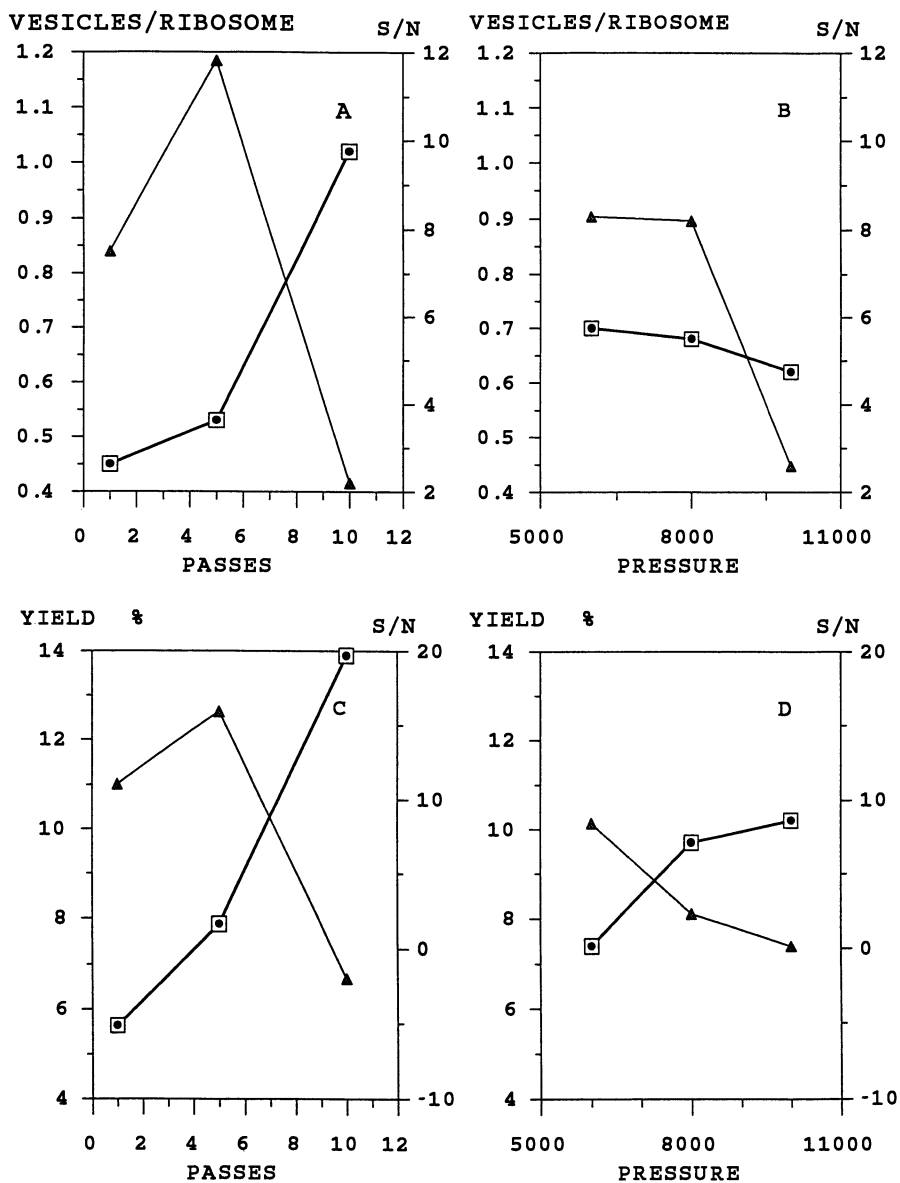 VESICLES/RIBOSOME S/N
1.2 12
1.1
A
1.0 10
0.9
8
0.8
0.7
6
0.6
4
0.5
0.4 2
0 2 4 6 8 10 12
PASSES
VESICLES/RIBOSOME S/N
1.2 12
1.1
B
1.0 10
0.9
8
0.8
0.7
6
0.6
4
0.5
0.4 2
5000 8000 11000
PRESSURE
YIELD % S/N
14 20
C
12
10
10
8
0
6
4 -10
0 2 4 6 8 10 12
PASSES
YIELD % S/N
14 20
D
12
10
10
8
0
6
4 -10
5000 8000 11000
PRESSURE